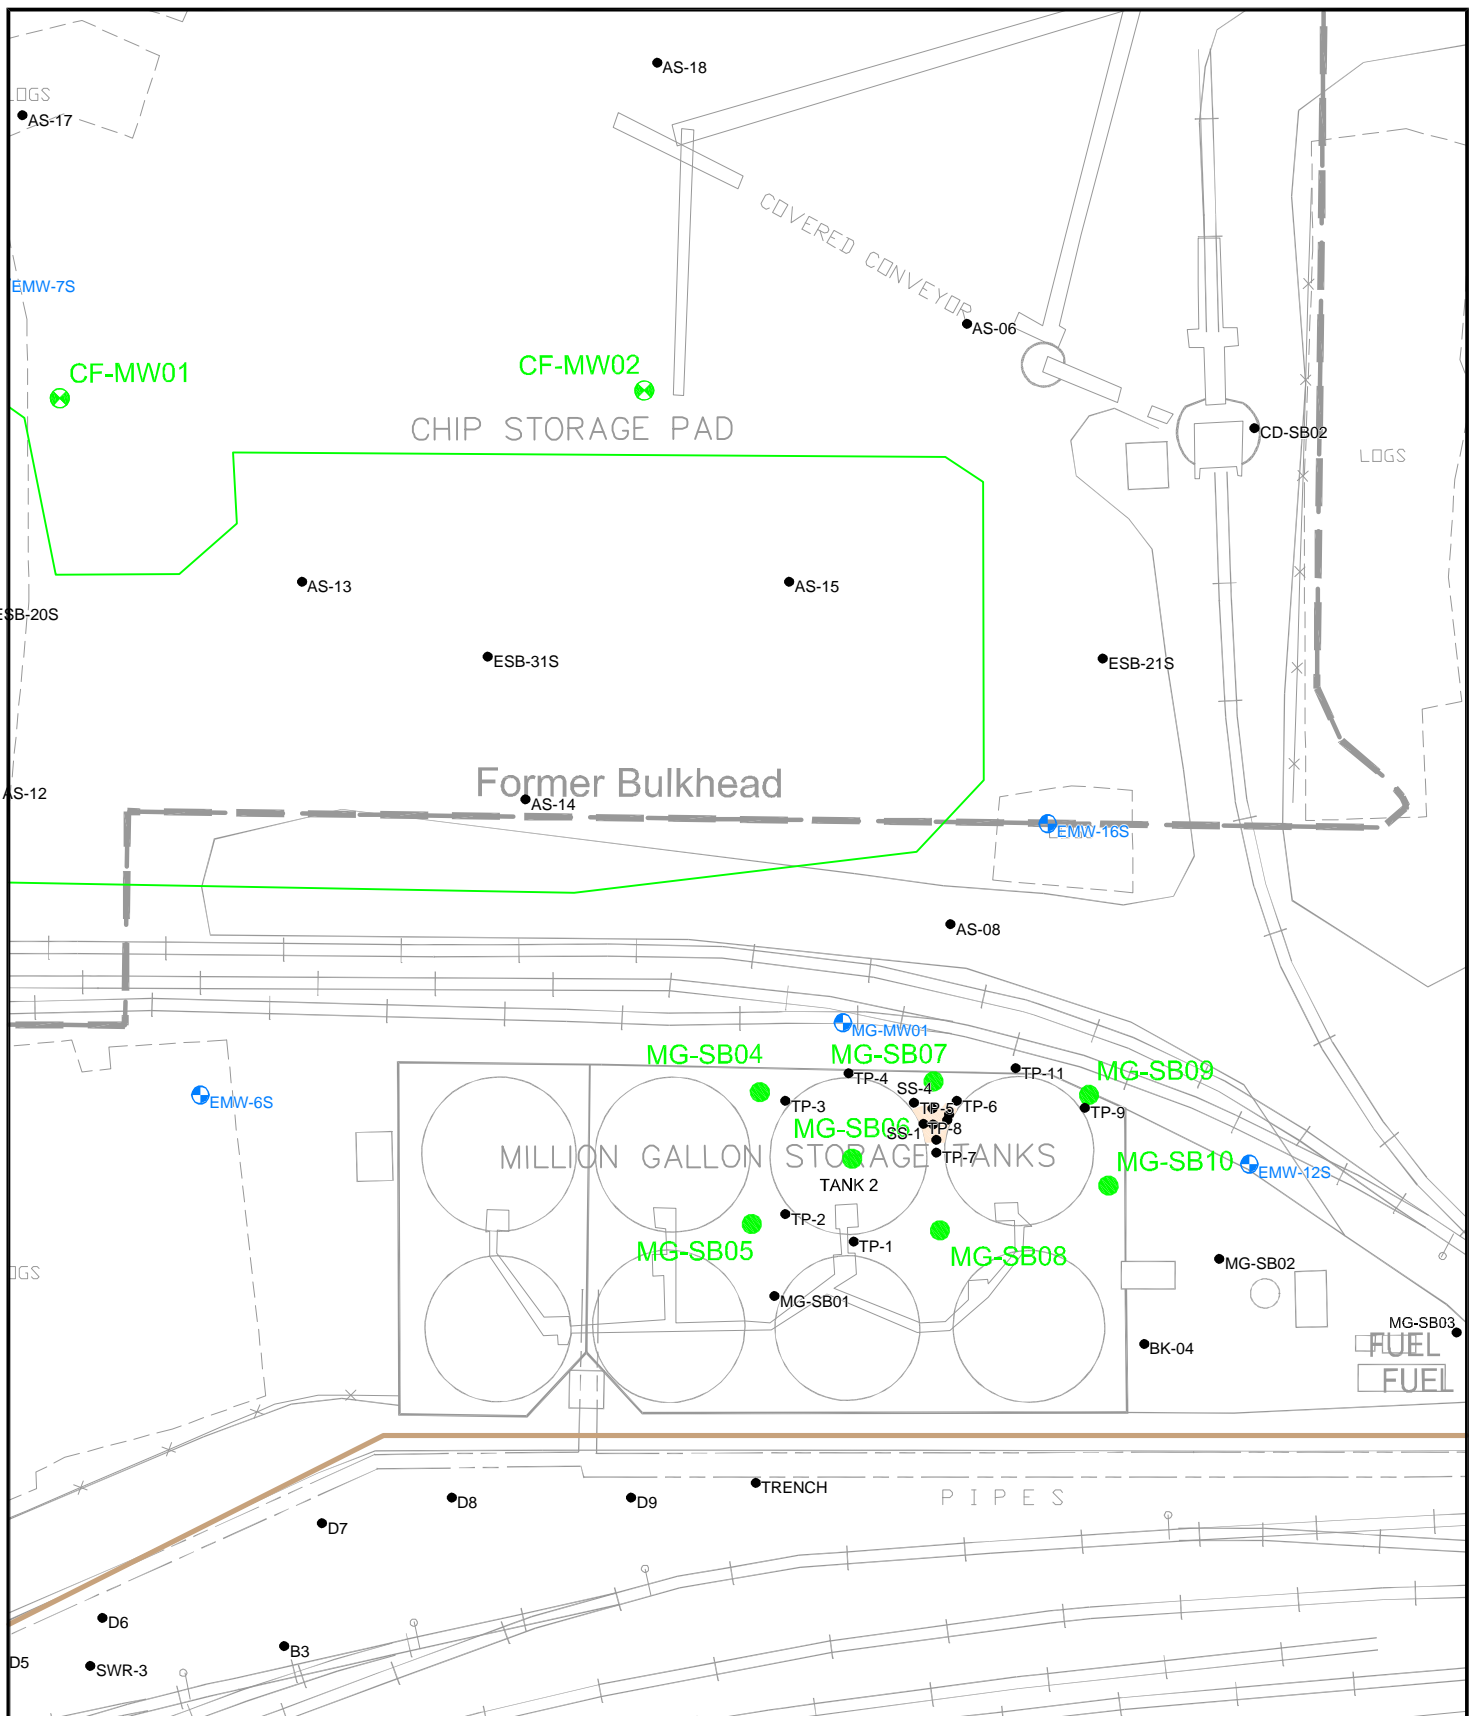 AS-18
LOGS
AS-17
COVERED CONVEYOR
EMW-7S
AS-06
CF-MW01
CF-MW02
CHIP STORAGE PAD
CD-SB02
LOGS
AS-13
AS-15
ESB-20S
ESB-31S
ESB-21S
Former Bulkhead
AS-12
AS-14
EMW-16S
AS-08
MG-MW01
MG-SB04
MG-SB07
TP-4
TP-11
MG-SB09
EMW-6S
SS-4
TP-3
TP-5
TP-6
TP-9
MG-SB06
SS-1
TP-8
MILLION GALLON STORAGE TANKS
TP-7
MG-SB10
EMW-12S
TANK 2
TP-2
MG-SB05
TP-1
MG-SB08
MG-SB02
OGS
MG-SB01
MG-SB03
BK-04
FUEL
FUEL
TRENCH
D8
D9
PIPES
D7
D6
B3
D5
SWR-3